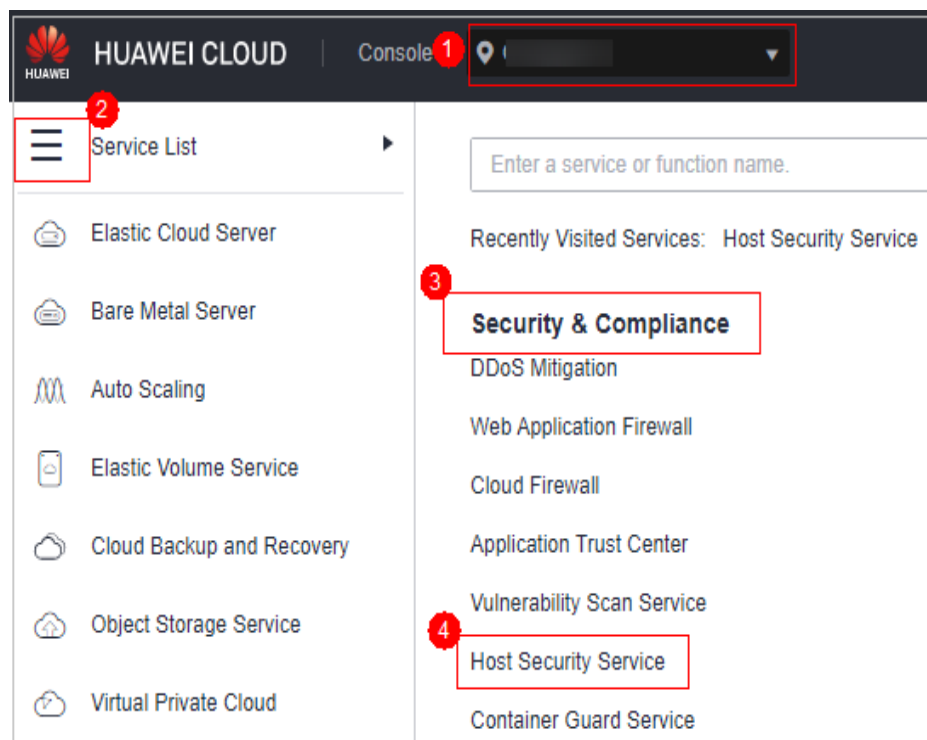 HUAWEI
HUAWEI CLOUD
Console
1
2
Service List
Elastic Cloud Server
Bare Metal Server
Auto Scaling
Elastic Volume Service
Cloud Backup and Recovery
Object Storage Service
Virtual Private Cloud
Enter a service or function name.
Recently Visited Services: Host Security Service
3
Security & Compliance
DDoS Mitigation
Web Application Firewall
Cloud Firewall
Application Trust Center
Vulnerability Scan Service
4
Host Security Service
Container Guard Service